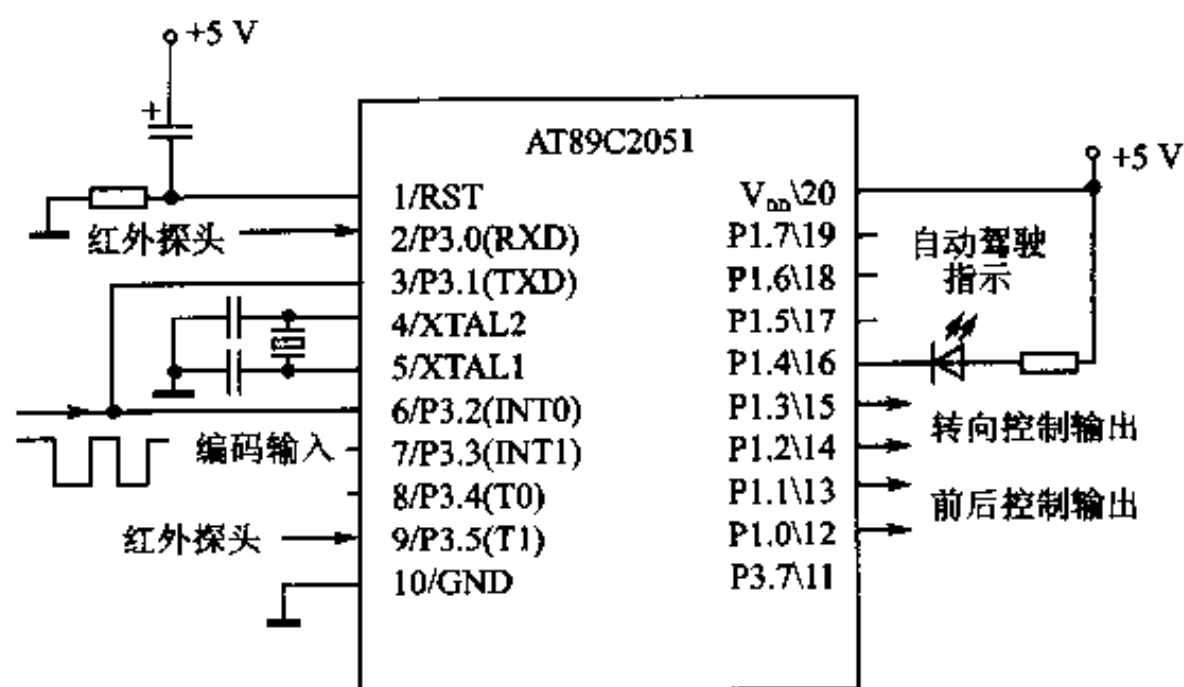 +5 V
+
AT89C2051
+5 V
1/RST
V_DD\20
红外探头
2/P3.0(RXD)
P1.7\19
自动驾驶
指示
3/P3.1(TXD)
P1.6\18
4/XTAL2
P1.5\17
5/XTAL1
P1.4\16
6/P3.2(INT0)
P1.3\15
转向控制输出
编码输入
7/P3.3(INT1)
P1.2\14
8/P3.4(T0)
P1.1\13
前后控制输出
红外探头
9/P3.5(T1)
P1.0\12
10/GND
P3.7\11